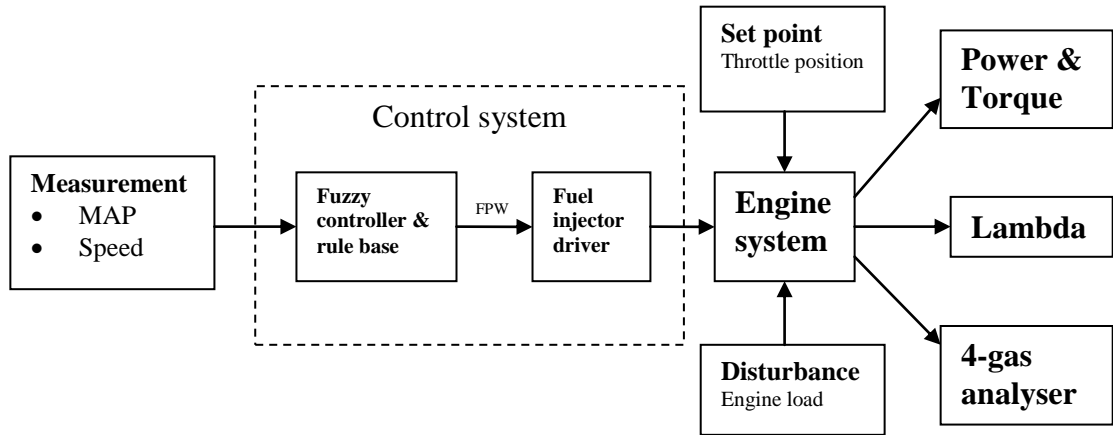 Measurement
• MAP
• Speed
Control system
Fuzzy
controller &
rule base
FPW
Fuel
injector
driver
Set point
Throttle position
Engine
system
Disturbance
Engine load
Power &
Torque
Lambda
4-gas
analyser